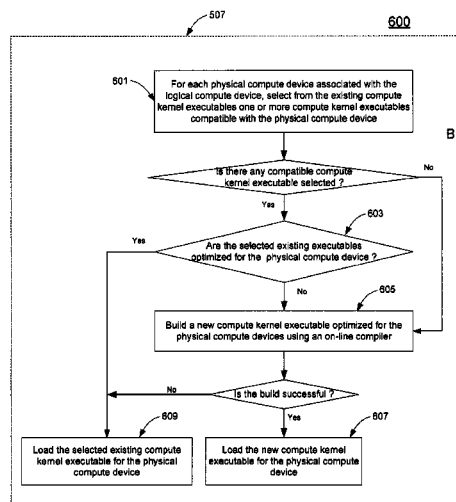 507
600
601
For each physical compute device associated with the
logical compute device, select from the existing compute
kernel executables one or more compute kernel executables
compatible with the physical compute device
B
Is there any compatible compute
kernel executable selected ?
No
Yes
603
Yes
Are the selected existing executables
optimized for the physical compute device ?
No
605
Build a new compute kernel executable optimized for the
physical compute devices using an on-line compiler
No
Is the build successful ?
Yes
609
607
Load the selected existing compute
kernel executable for the physical
compute device
Load the new compute kernel
executable for the physical compute
device